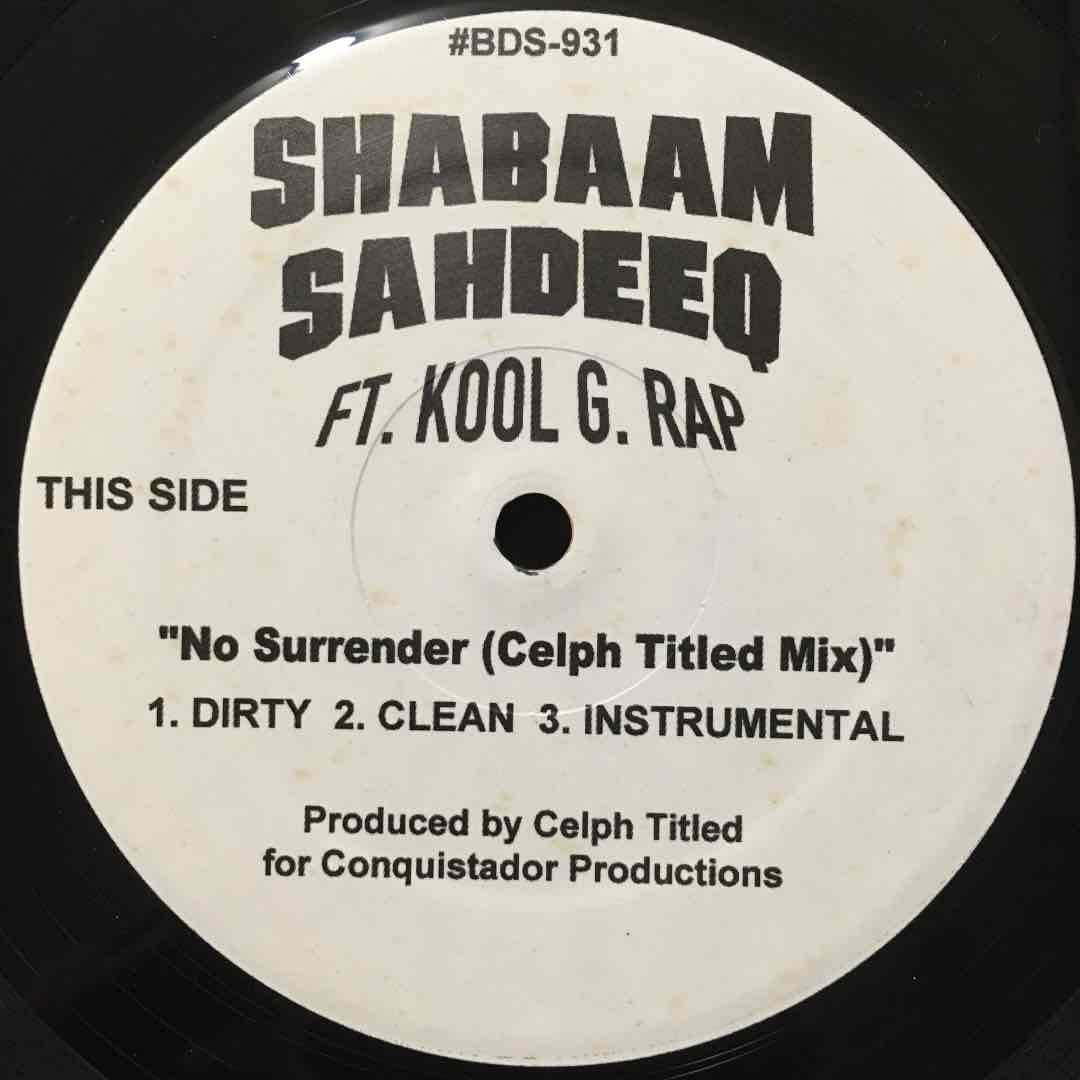 #BDS-931
SHABAAM
SAHDEEQ
FT. KOOL G. RAP
THIS SIDE
"No Surrender (Celph Titled Mix)"
1. DIRTY 2. CLEAN 3. INSTRUMENTAL
Produced by Celph Titled
for Conquistador Productions